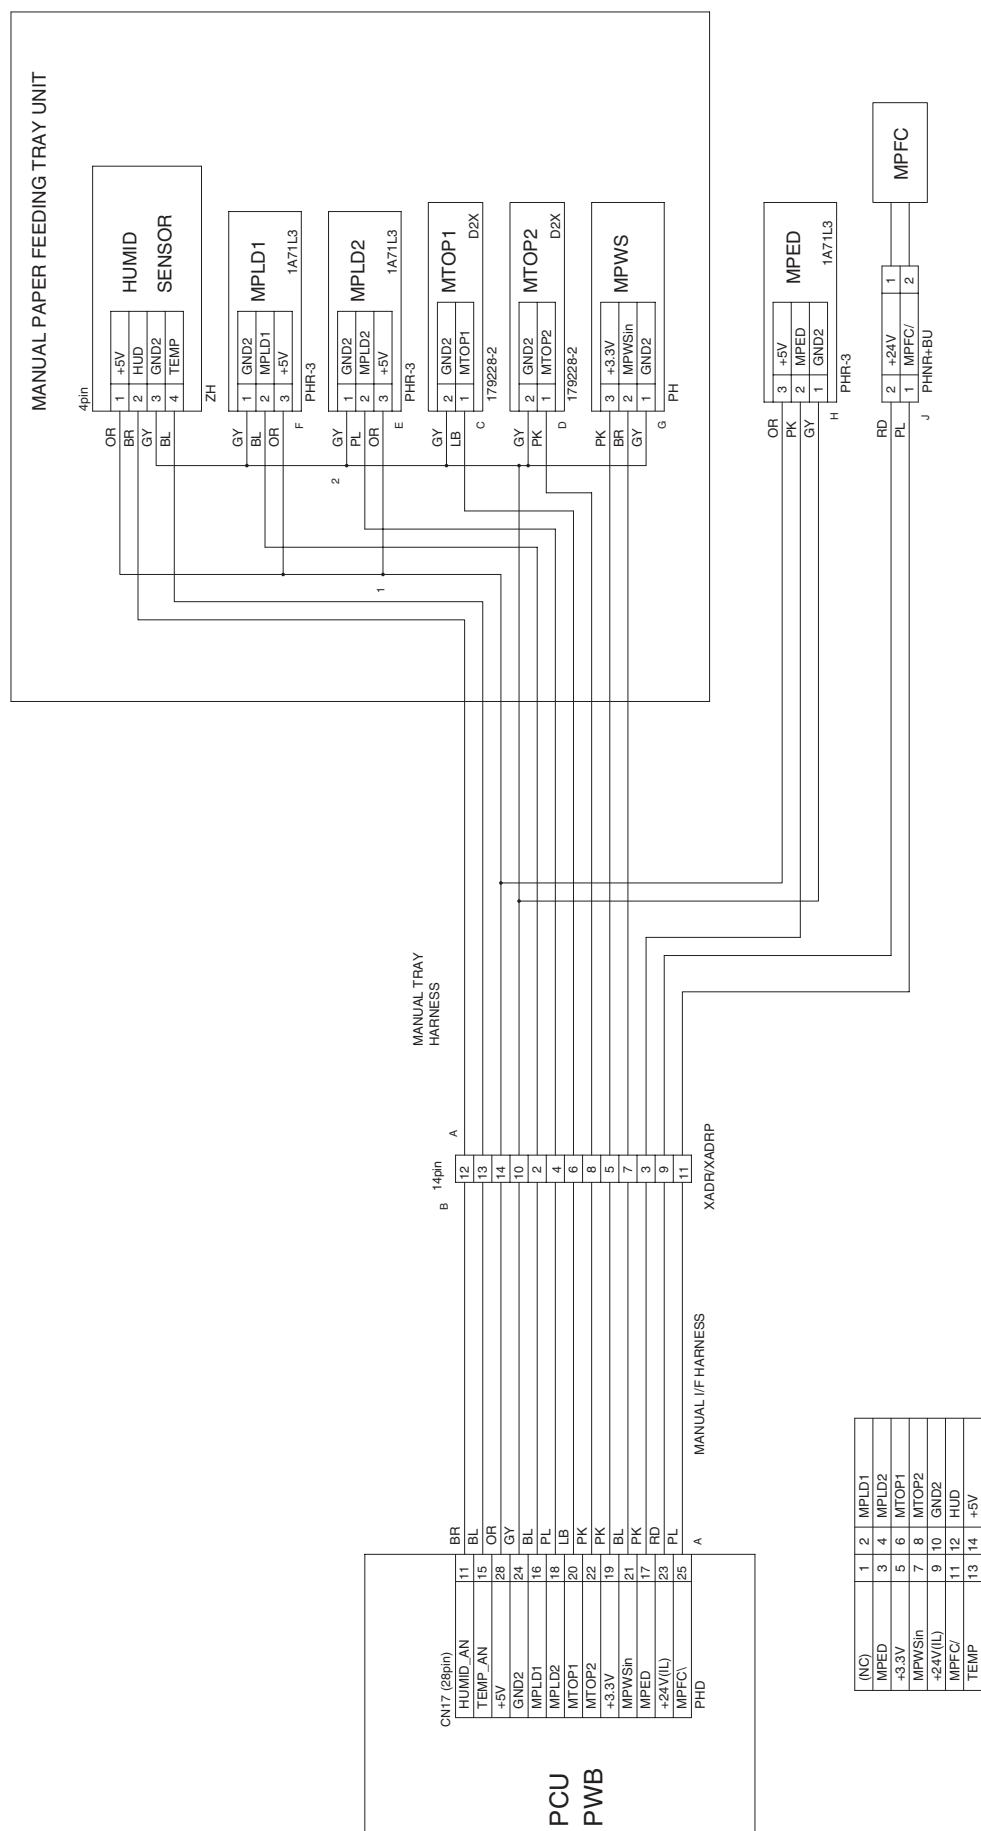 MANUAL PAPER FEEDING TRAY UNIT
4pin
HUMID
SENSOR
1 +5V
2 HUD
3 GND2
4 TEMP
ZH
OR
BR
GY
BL
MPLD1
1A71L3
1 GND2
2 MPLD1
3 +5V
PHR-3
GY
BL
OR
F
MPLD2
1A71L3
1 GND2
2 MPLD2
3 +5V
PHR-3
GY
PL
OR
E
MTOP1
D2X
2 GND2
1 MTOP1
179228-2
GY
LB
C
MTOP2
D2X
2 GND2
1 MTOP2
179228-2
GY
PK
D
MPWS
3 +3.3V
2 MPWSin
1 GND2
PH
PK
BR
GY
G
2
1
MPED
1A71L3
3 +5V
2 MPED
1 GND2
PHR-3
OR
PK
GY
H
MPFC
1
2
2 +24V
1 MPFC/
PHNR+BU
RD
PL
J
MANUAL TRAY
HARNESS
A
14pin
B
12
13
14
10
2
4
6
8
5
7
3
9
11
XADR/XADRP
MANUAL I/F HARNESS
BR
BL
OR
GY
BL
PL
LB
PK
PK
BL
PK
RD
PL
A
CN17 (28pin)
HUMID_AN 11
TEMP_AN 15
+5V 28
GND2 24
MPLD1 16
MPLD2 18
MTOP1 20
MTOP2 22
+3.3V 19
MPWSin 21
MPED 17
+24V(IL) 23
MPFC\ 25
PHD
PCU
PWB
(NC) 1 2 MPLD1
MPED 3 4 MPLD2
+3.3V 5 6 MTOP1
MPWSin 7 8 MTOP2
+24V(IL) 9 10 GND2
MPFC/ 11 12 HUD
TEMP 13 14 +5V